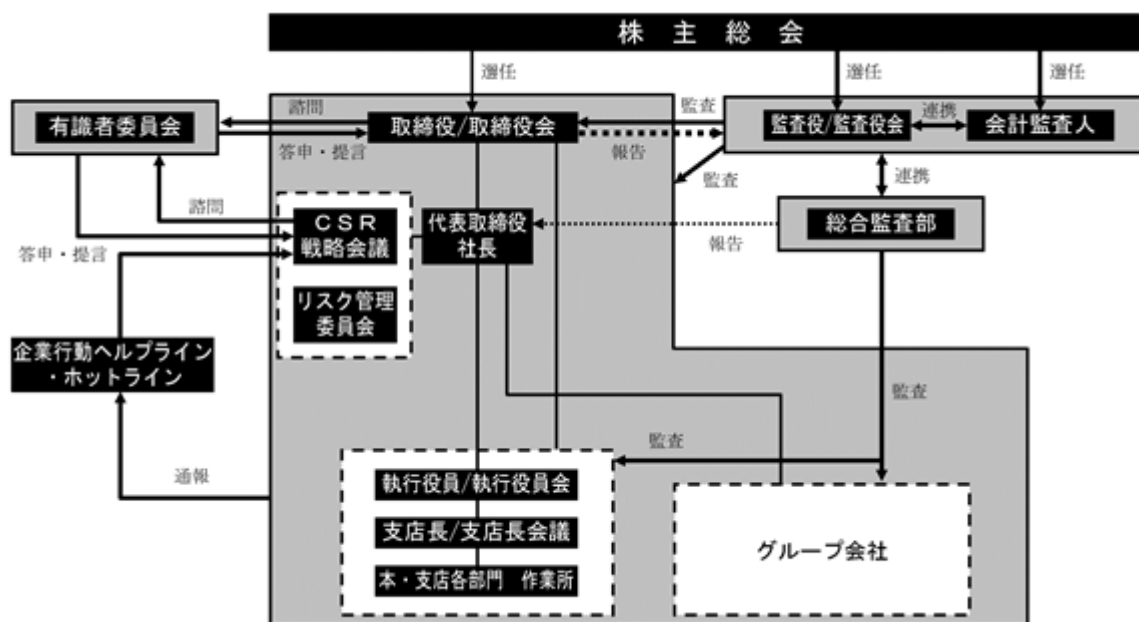 株主総会
選任
選任
選任
諮問
監査
有識者委員会
取締役/取締役会
監査役/監査役会
連携
会計監査人
答申・提言
報告
監査
連携
諮問
CSR
戦略会議
代表取締役
社長
総合監査部
報告
答申・提言
リスク管理
委員会
企業行動ヘルプライン
・ホットライン
監査
監査
通報
執行役員/執行役員会
支店長/支店長会議
グループ会社
本・支店各部門 作業所